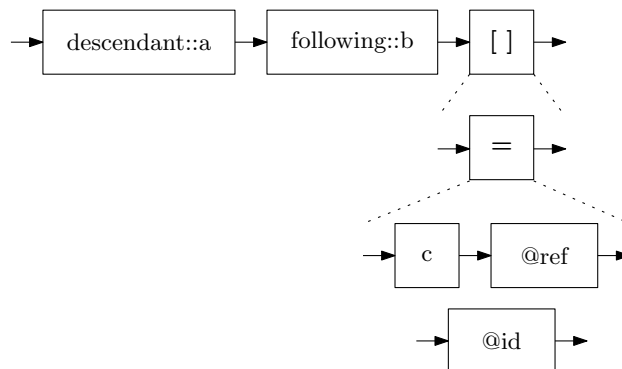 descendant::a following::b [ ]
=
c @ref
@id